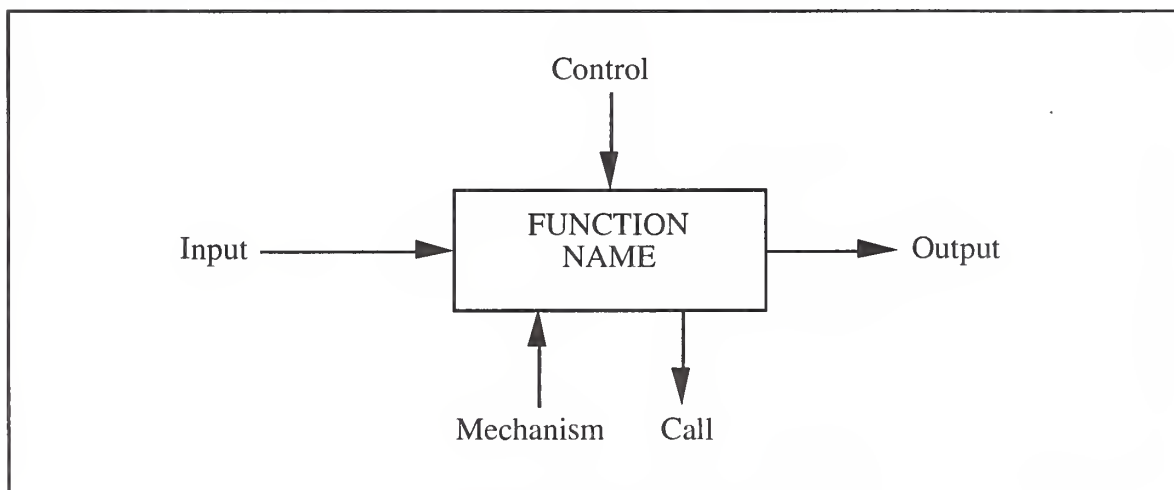 Control
FUNCTION
NAME
Input
Output
Mechanism
Call